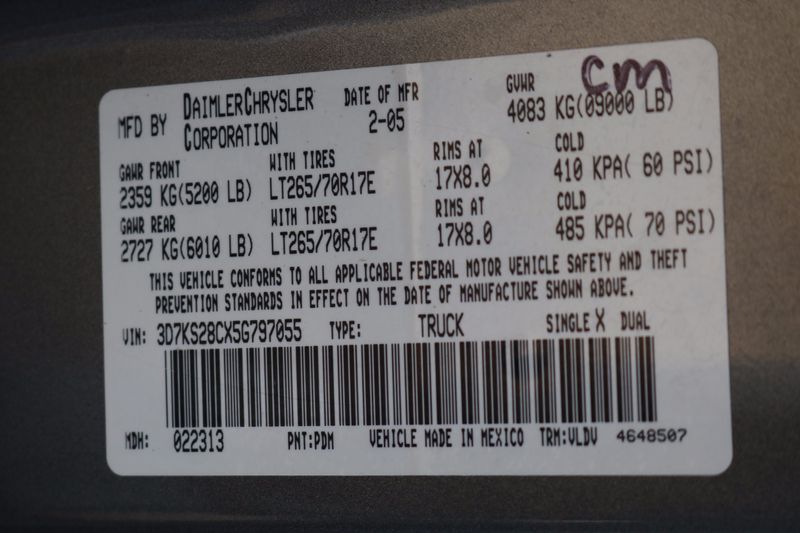 cm
MFD BY DAIMLERCHRYSLER CORPORATION DATE OF MFR 2-05 GVWR 4083 KG(09000 LB)
GAWR FRONT WITH TIRES RIMS AT COLD
2359 KG(5200 LB) LT265/70R17E 17X8.0 410 KPA( 60 PSI)
GAWR REAR WITH TIRES RIMS AT COLD
2727 KG(6010 LB) LT265/70R17E 17X8.0 485 KPA( 70 PSI)
THIS VEHICLE CONFORMS TO ALL APPLICABLE FEDERAL MOTOR VEHICLE SAFETY AND THEFT
PREVENTION STANDARDS IN EFFECT ON THE DATE OF MANUFACTURE SHOWN ABOVE.
VIN: 3D7KS28CX5G797055 TYPE: TRUCK SINGLE X DUAL
MDH: 022313 PNT:PDM VEHICLE MADE IN MEXICO TRM:VLDV 4648507